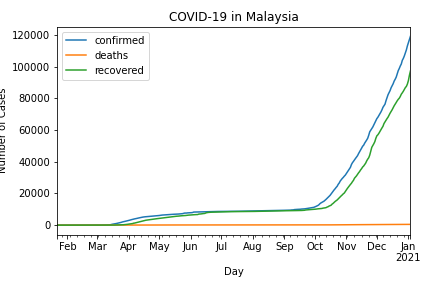 COVID-19 in Malaysia
120000
100000
80000
60000
40000
20000
0
Number of Cases
confirmed
deaths
recovered
Feb Mar Apr May Jun Jul Aug Sep Oct Nov Dec Jan
2021
Day